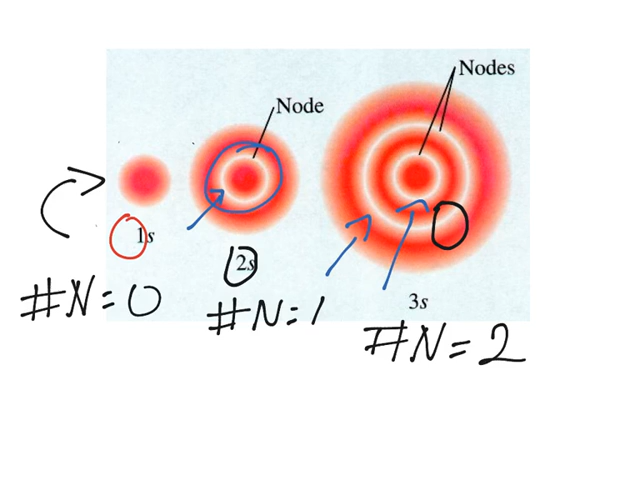 Nodes
Node
1s
2s
3s
#N=0
#N=1
#N=2